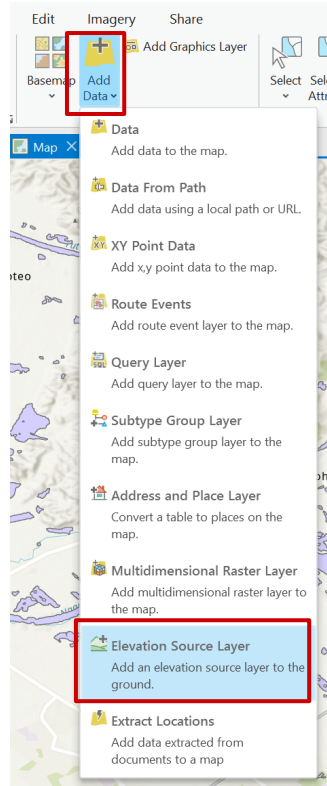 Edit Imagery Share
Add Graphics Layer
Basemap
Add
Data
Select
Map
Data
Add data to the map.
Data From Path
Add data using a local path or URL.
XY Point Data
Add x,y point data to the map.
Route Events
Add route event layer to the map.
SQL
Query Layer
Add query layer to the map.
Subtype Group Layer
Add subtype group layer to the
map.
Address and Place Layer
Convert a table to places on the
map.
Multidimensional Raster Layer
Add multidimensional raster layer to
the map.
Elevation Source Layer
Add an elevation source layer to the
ground.
Extract Locations
Add data extracted from
documents to a map